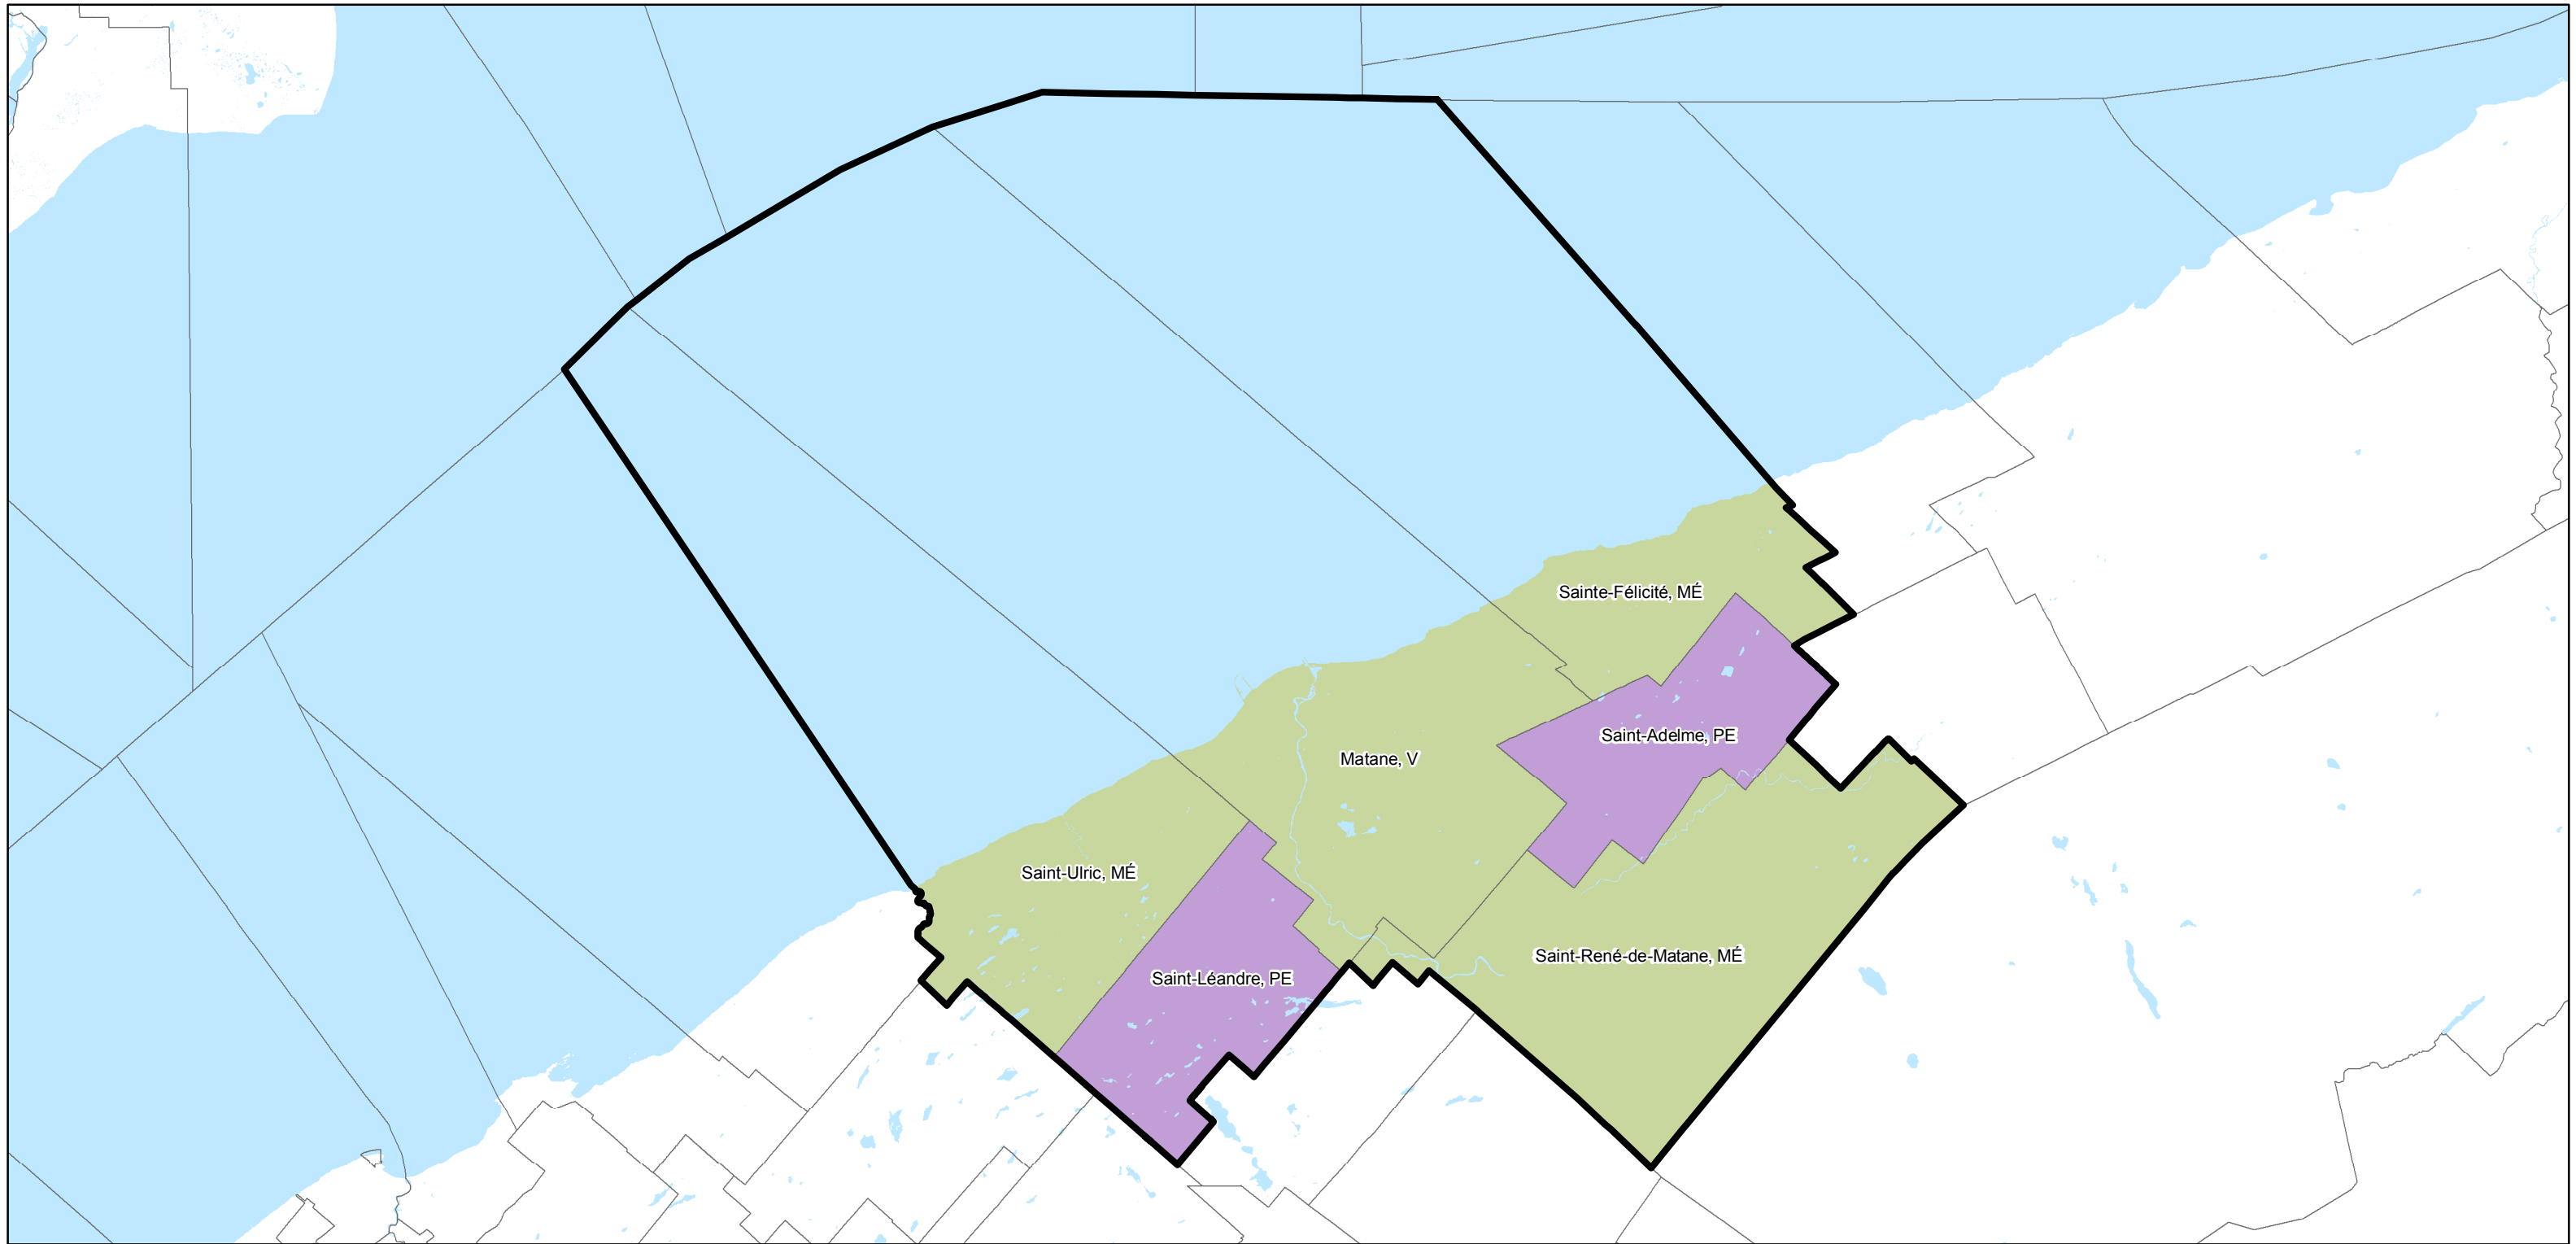 Sainte-Félicité, MÉ
Saint-Adelme, PE
Matane, V
Saint-Ulric, MÉ
Saint-René-de-Matane, MÉ
Saint-Léandre, PE